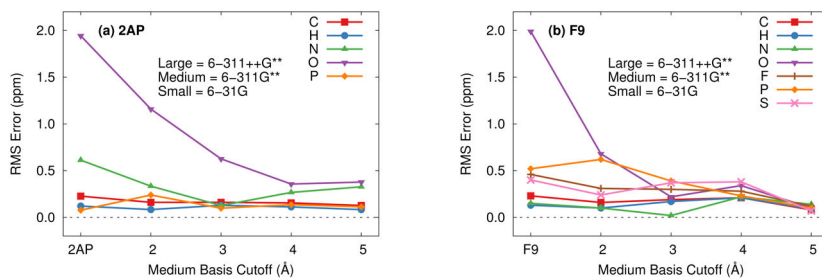 (a) 2AP
C
H
N
O
P
Large = 6−311++G**
Medium = 6−311G**
Small = 6−31G
RMS Error (ppm)
2.0
1.5
1.0
0.5
0.0
2AP 2 3 4 5
Medium Basis Cutoff (Å)
(b) F9
C
H
N
O
F
P
S
Large = 6−311++G**
Medium = 6−311G**
Small = 6−31G
RMS Error (ppm)
2.0
1.5
1.0
0.5
0.0
F9 2 3 4 5
Medium Basis Cutoff (Å)